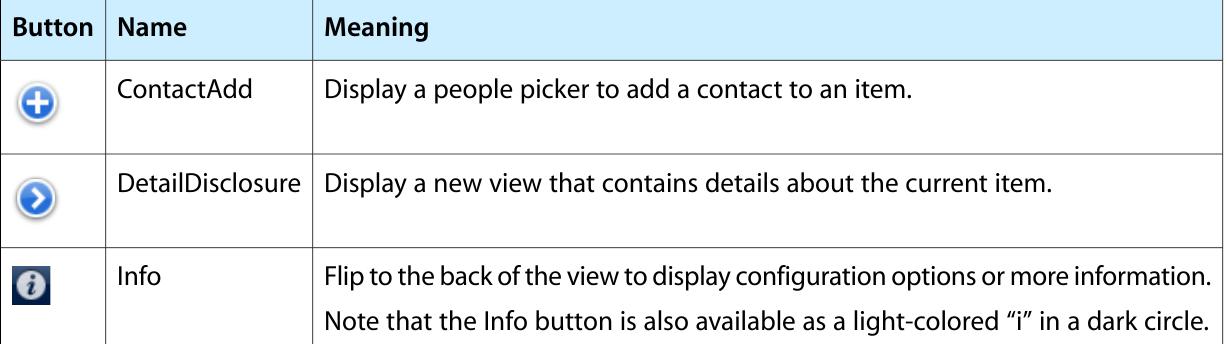 Button Name Meaning
ContactAdd Display a people picker to add a contact to an item.
DetailDisclosure Display a new view that contains details about the current item.
i Info Flip to the back of the view to display configuration options or more information.
Note that the Info button is also available as a light-colored “i” in a dark circle.